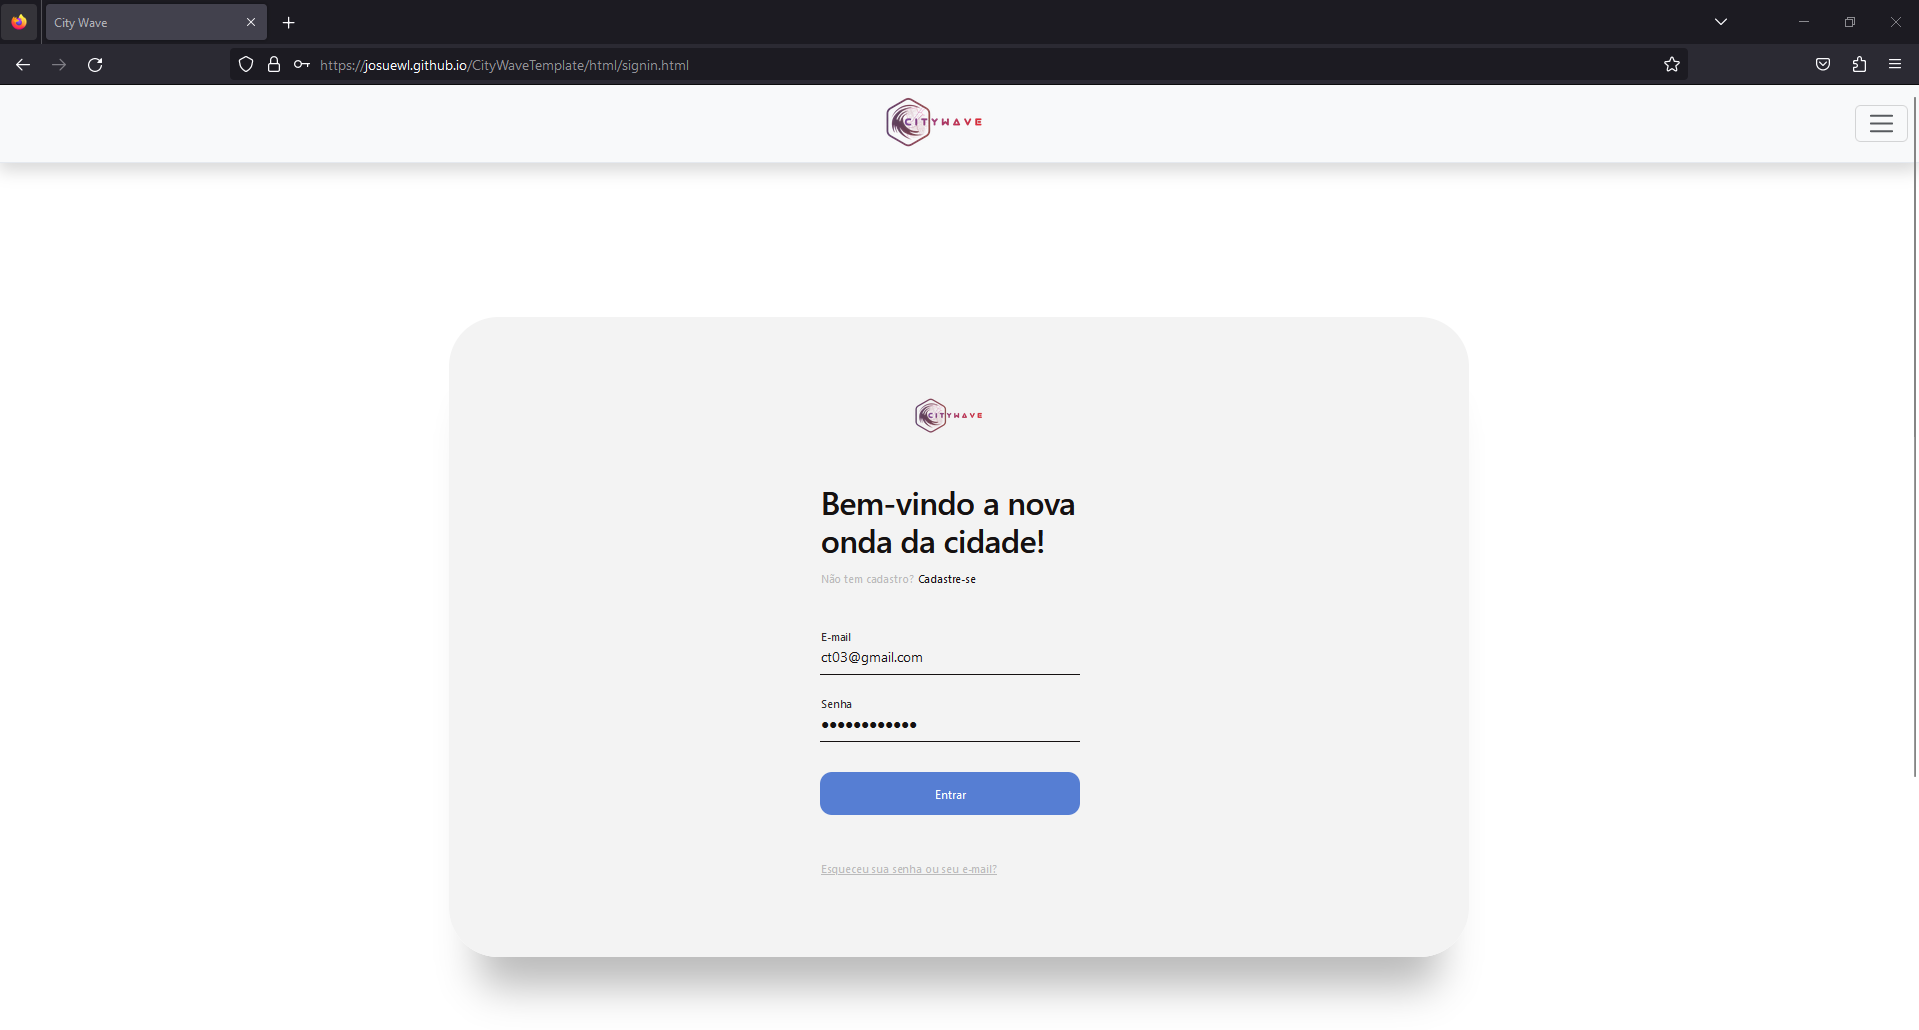 City Wave
https://josuewl.github.io/CityWaveTemplate/html/signin.html
CITYWAVE
CITYWAVE
Bem-vindo a nova
onda da cidade!
Não tem cadastro? Cadastre-se
E-mail
ct03@gmail.com
Senha
●●●●●●●●●●●●
Entrar
Esqueceu sua senha ou seu e-mail?